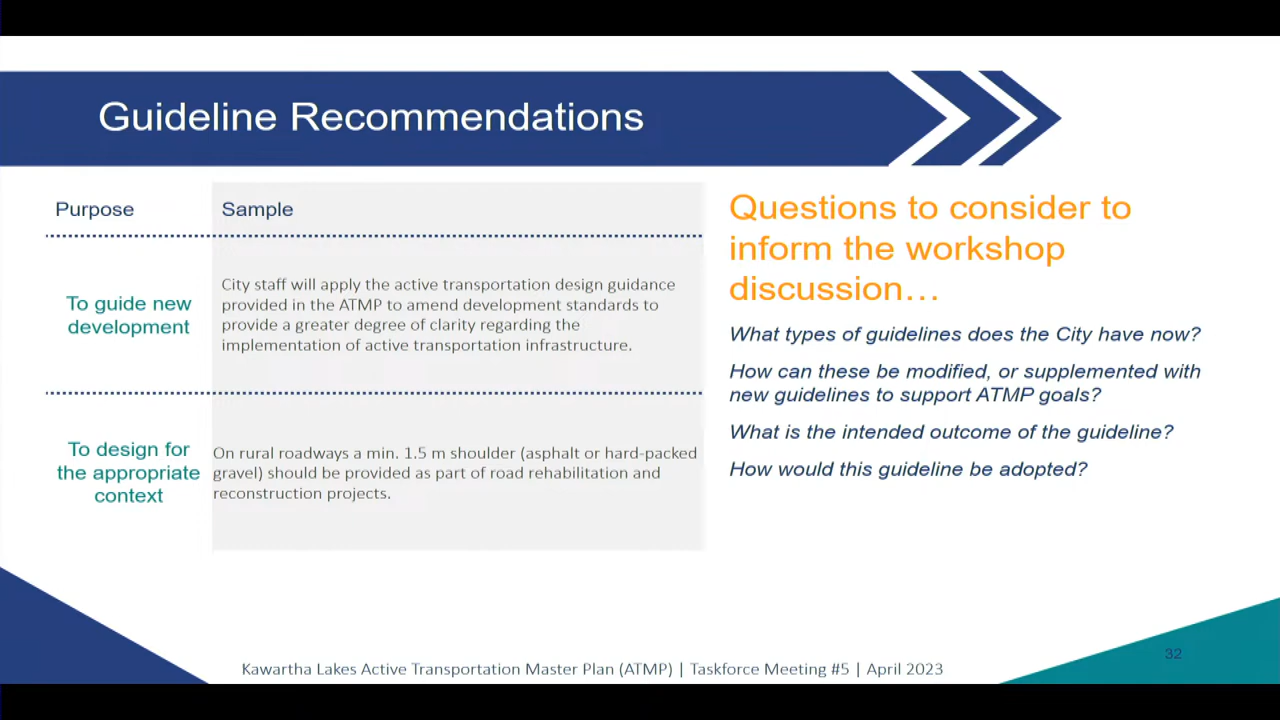 Guideline Recommendations
Purpose
Sample
To guide new
development
City staff will apply the active transportation design guidance
provided in the ATMP to amend development standards to
provide a greater degree of clarity regarding the
implementation of active transportation infrastructure.
To design for
the appropriate
context
On rural roadways a min. 1.5 m shoulder (asphalt or hard-packed
gravel) should be provided as part of road rehabilitation and
reconstruction projects.
Questions to consider to
inform the workshop
discussion…
What types of guidelines does the City have now?
How can these be modified, or supplemented with
new guidelines to support ATMP goals?
What is the intended outcome of the guideline?
How would this guideline be adopted?
32
Kawartha Lakes Active Transportation Master Plan (ATMP) | Taskforce Meeting #5 | April 2023